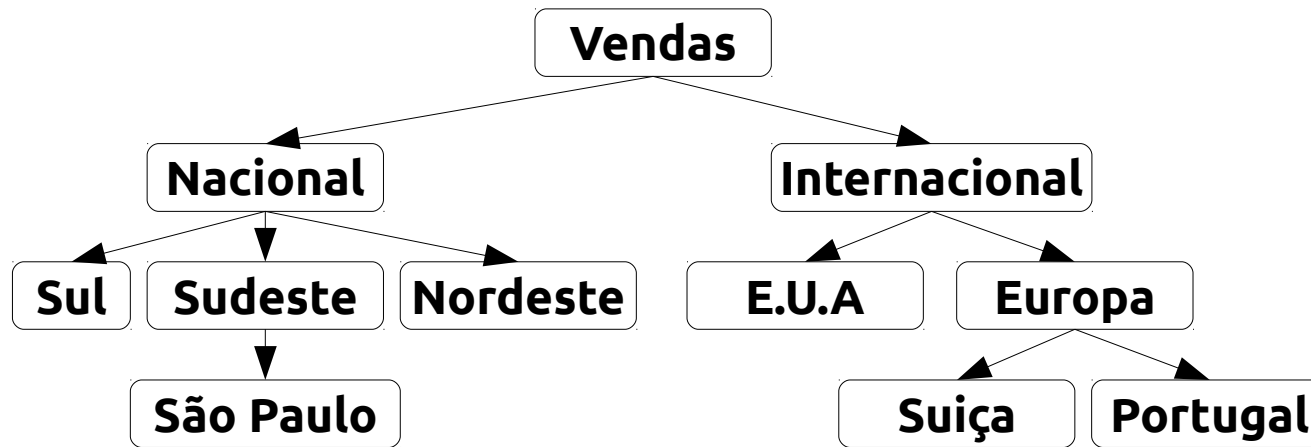 Vendas
Nacional
Internacional
Sul
Sudeste
Nordeste
E.U.A
Europa
São Paulo
Suiça
Portugal